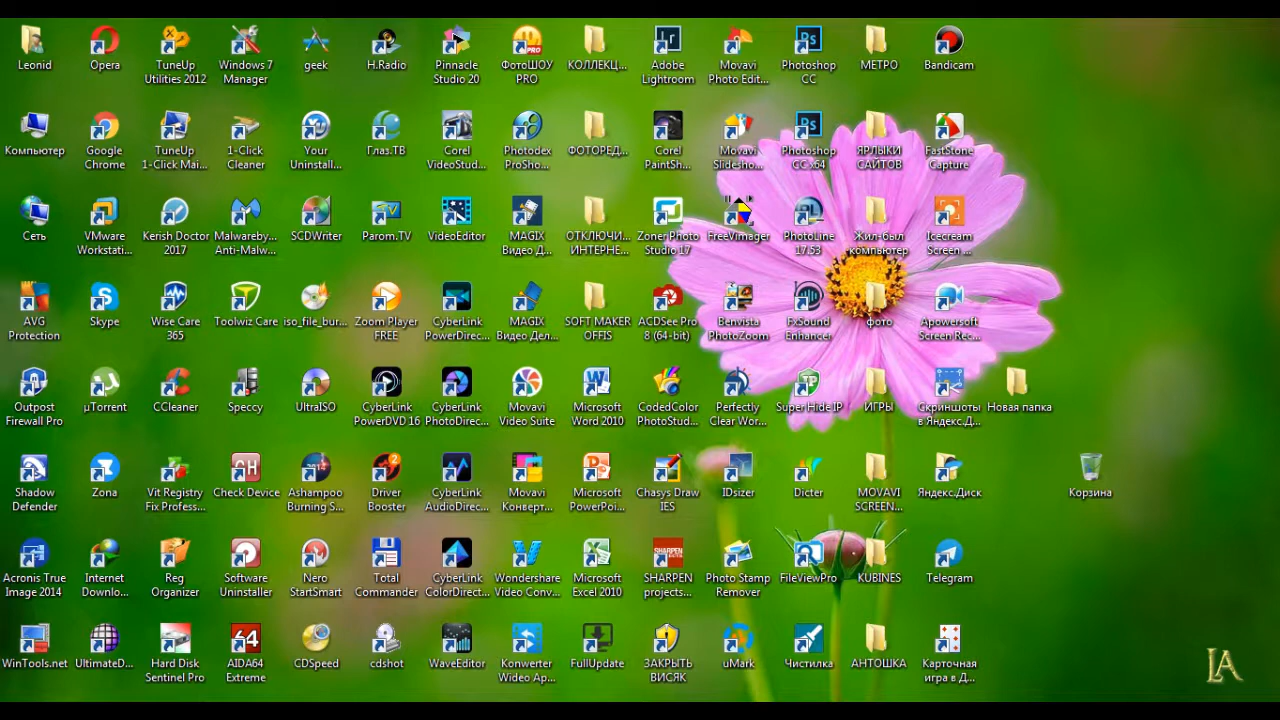 Leonid
Opera
TuneUp
Utilities 2012
Windows 7
Manager
geek
H.Radio
Pinnacle
Studio 20
ФотоШОУ
PRO
КОЛЛЕКЦ...
Adobe
Lightroom
Movavi
Photo Edit...
Photoshop
CC
МЕТРО
Bandicam
Компьютер
Google
Chrome
TuneUp
1-Click Mai...
1-Click
Cleaner
Your
Uninstall...
Глаз.ТВ
Corel
VideoStud...
Photodex
ProSho...
ФОТОРЕД...
Corel
PaintSh...
Movavi
Slidesho...
Photoshop
CC x64
ЯРЛЫКИ
САЙТОВ
FastStone
Capture
Сеть
VMware
Workstati...
Kerish Doctor
2017
Malwareby...
Anti-Malw...
SCDWriter
Parom.TV
VideoEditor
MAGIX
Видео Д...
ОТКЛЮЧИ...
ИНТЕРНЕ...
Zoner Photo
Studio 17
FreeVimager
PhotoLine
17.53
Жил-был
компьютер
Icecream
Screen ...
AVG
Protection
Skype
Wise Care
365
Toolwiz Care
iso_file_bur...
Zoom Player
FREE
CyberLink
PowerDirec...
MAGIX
Видео Дел...
SOFT MAKER
OFFIS
ACDSee Pro
8 (64-bit)
Benvista
PhotoZoom
FxSound
Enhancer
фото
Apowersoft
Screen Rec...
Outpost
Firewall Pro
µTorrent
CCleaner
Speccy
UltraISO
CyberLink
PowerDVD 16
CyberLink
PhotoDirec...
Movavi
Video Suite
Microsoft
Word 2010
CodedColor
PhotoStud...
Perfectly
Clear Wor...
Super Hide IP
ИГРЫ
Скриншоты
в Яндекс.Д...
Новая папка
Shadow
Defender
Zona
Vit Registry
Fix Profess...
Check Device
Ashampoo
Burning S...
Driver
Booster
CyberLink
AudioDirec...
Movavi
Конверт...
Microsoft
PowerPoi...
Chasys Draw
IES
IDsizer
Dicter
MOVAVI
SCREEN...
Яндекс.Диск
Корзина
Acronis True
Image 2014
Internet
Downlo...
Reg
Organizer
Software
Uninstaller
Nero
StartSmart
Total
Commander
CyberLink
ColorDirect...
Wondershare
Video Conv...
Microsoft
Excel 2010
SHARPEN
projects...
Photo Stamp
Remover
FileViewPro
KUBINES
Telegram
WinTools.net
UltimateD...
Hard Disk
Sentinel Pro
AIDA64
Extreme
CDSpeed
cdshot
WaveEditor
Konwerter
Wideo Ap...
FullUpdate
ЗАКРЫТЬ
ВИСЯК
uMark
Чистилка
АНТОШКА
Карточная
игра в Д...
LA